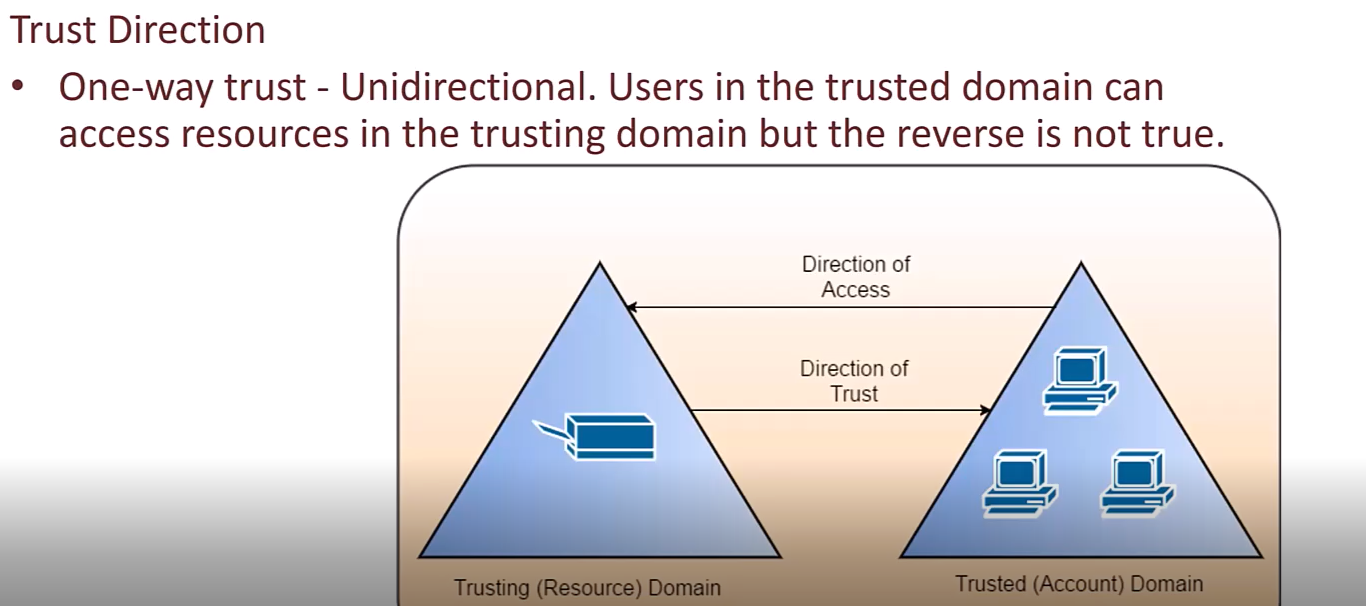 Trust Direction
• One-way trust - Unidirectional. Users in the trusted domain can
access resources in the trusting domain but the reverse is not true.
Direction of
Access
Direction of
Trust
Trusting (Resource) Domain
Trusted (Account) Domain